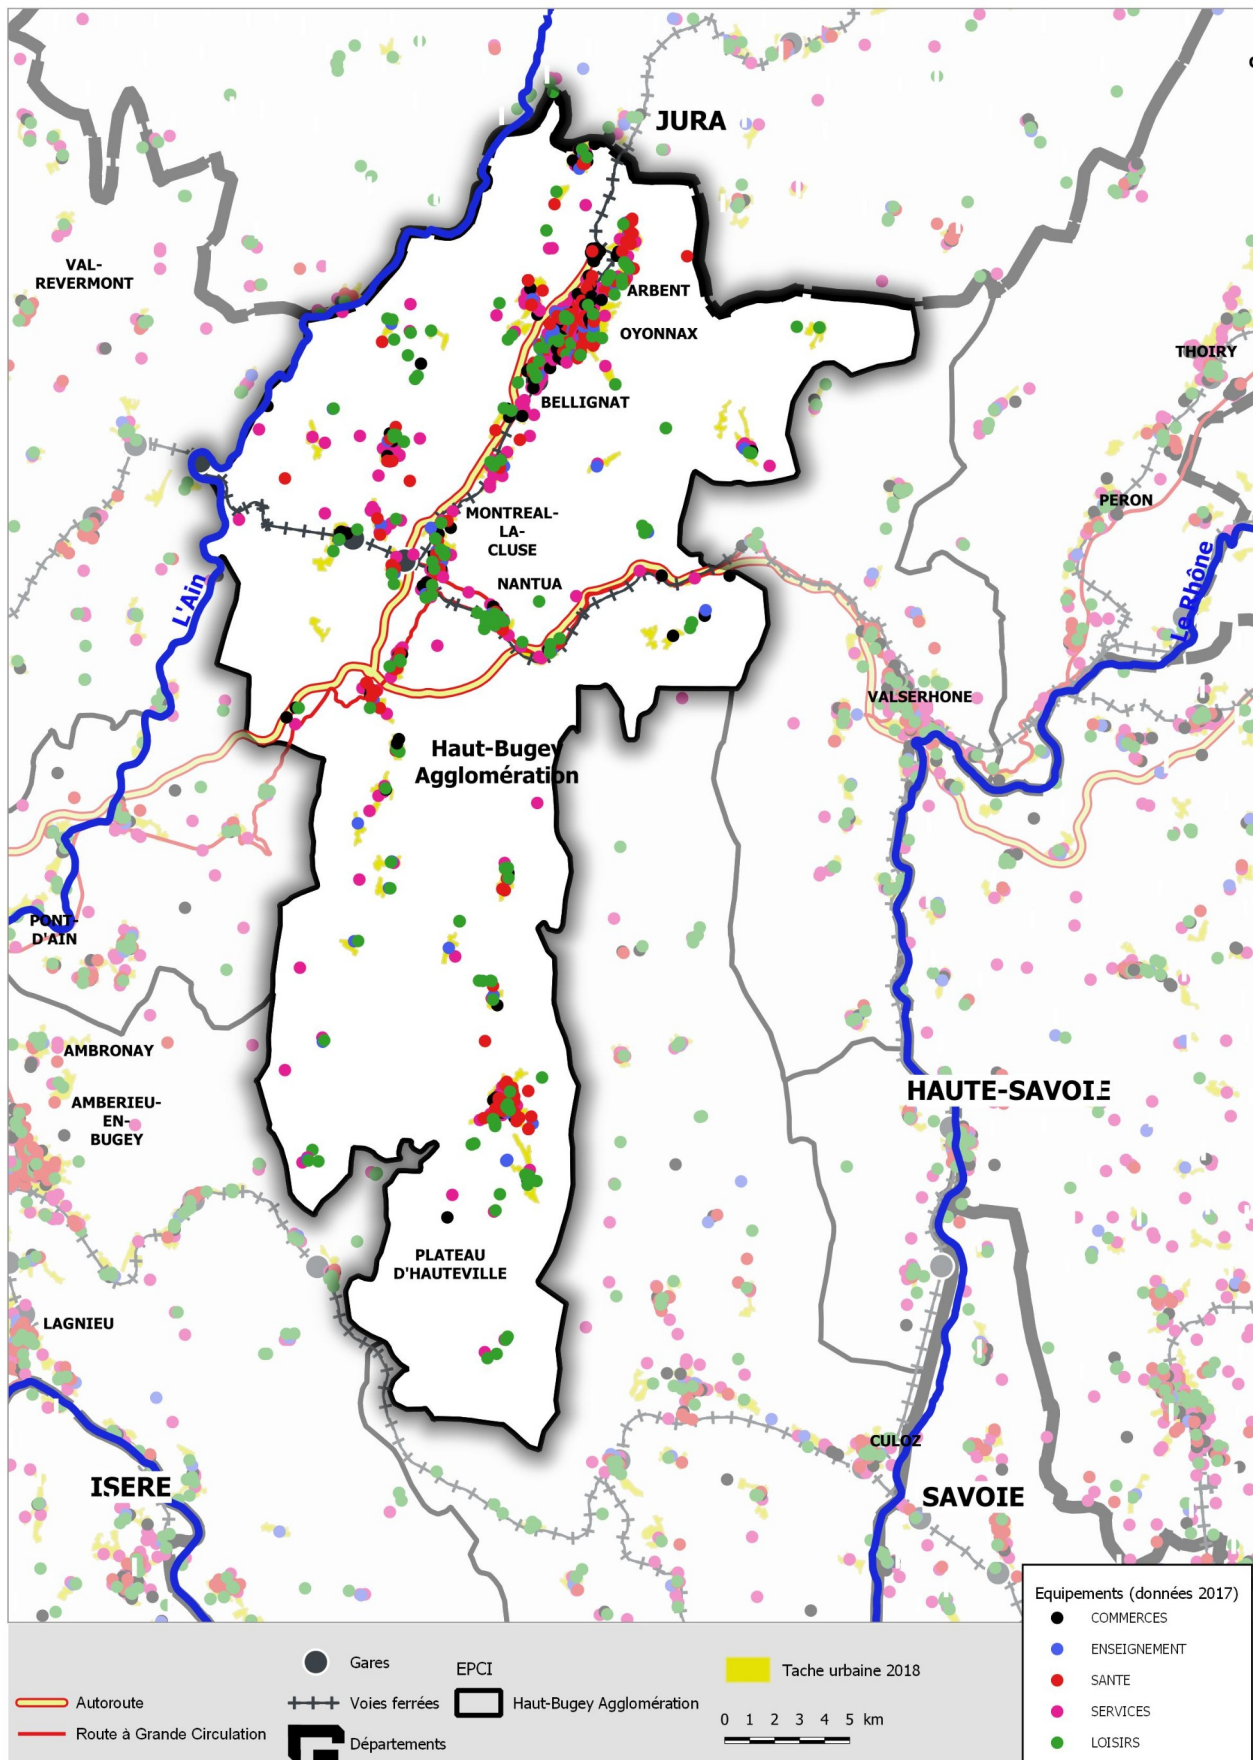 JURA
VAL-
REVERMONT
ARBENT
OYONNAX
THOIRY
BELLIGNAT
PERON
MONTREAL-
LA-
CLUSE
NANTUA
L'Ain
Le Rhône
VALSERHONE
Haut-Bugey
Agglomération
PONT-
D'AIN
AMBRONAY
HAUTE-SAVOIE
AMBERIEU-
EN-
BUGEY
PLATEAU
D'HAUTEVILLE
LAGNIEU
CULOZ
ISERE
SAVOIE
Equipements (données 2017)
COMMERCES
ENSEIGNEMENT
SANTE
SERVICES
LOISIRS
Gares
EPCI
Tache urbaine 2018
Autoroute
Voies ferrées
Haut-Bugey Agglomération
Route à Grande Circulation
Départements
0 1 2 3 4 5 km